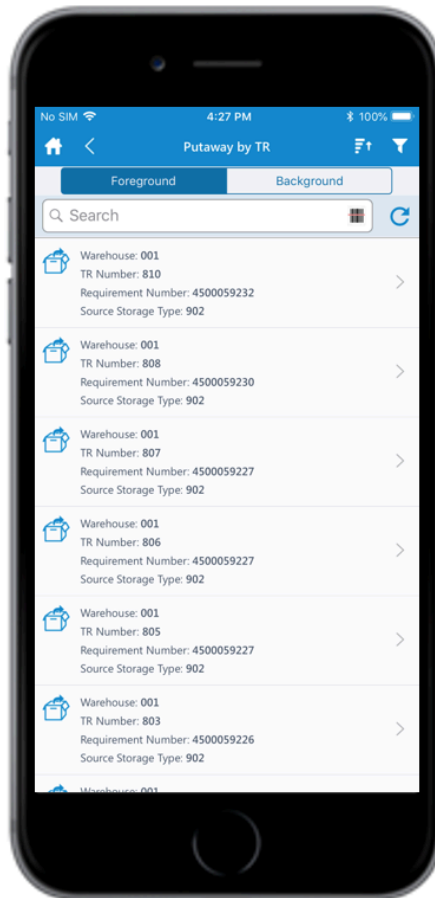 No SIM 4:27 PM 100%
Putaway by TR
Foreground Background
Search
Warehouse: 001
TR Number: 810
Requirement Number: 4500059232
Source Storage Type: 902
Warehouse: 001
TR Number: 808
Requirement Number: 4500059230
Source Storage Type: 902
Warehouse: 001
TR Number: 807
Requirement Number: 4500059227
Source Storage Type: 902
Warehouse: 001
TR Number: 806
Requirement Number: 4500059227
Source Storage Type: 902
Warehouse: 001
TR Number: 805
Requirement Number: 4500059227
Source Storage Type: 902
Warehouse: 001
TR Number: 803
Requirement Number: 4500059226
Source Storage Type: 902
Warehouse: 001